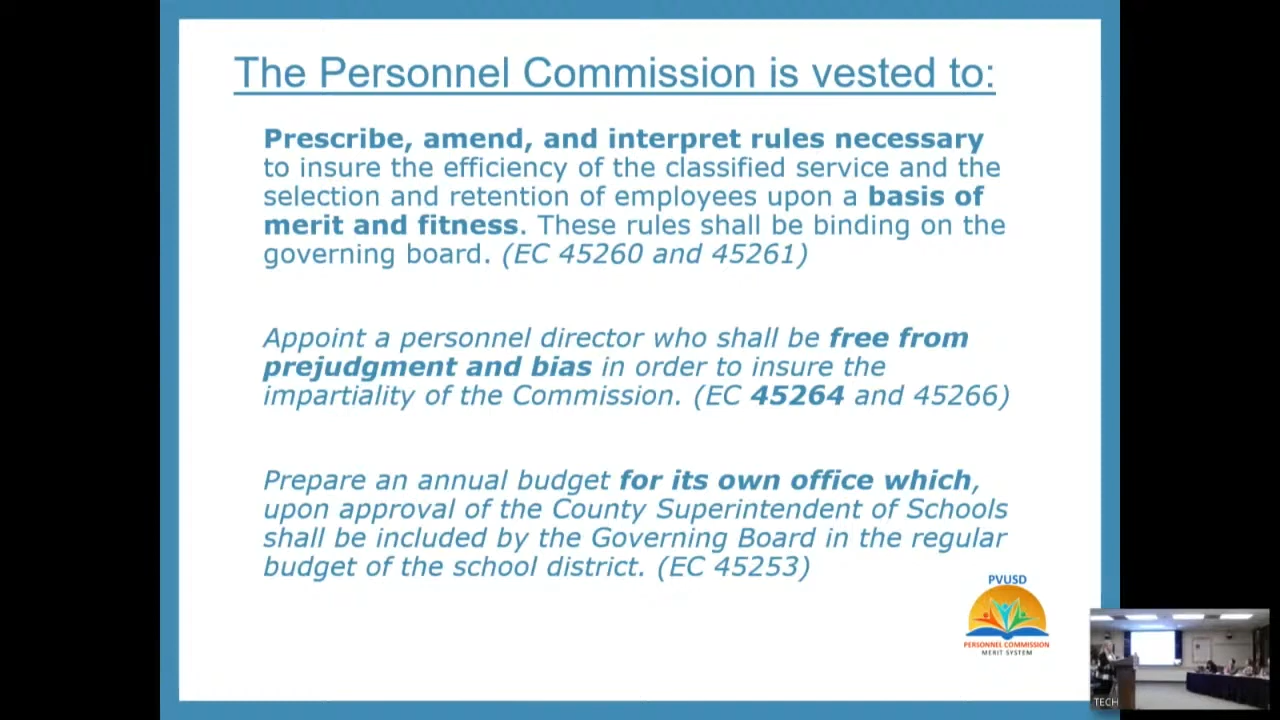 The Personnel Commission is vested to:
Prescribe, amend, and interpret rules necessary
to insure the efficiency of the classified service and the
selection and retention of employees upon a basis of
merit and fitness. These rules shall be binding on the
governing board. (EC 45260 and 45261)
Appoint a personnel director who shall be free from
prejudgment and bias in order to insure the
impartiality of the Commission. (EC 45264 and 45266)
Prepare an annual budget for its own office which,
upon approval of the County Superintendent of Schools
shall be included by the Governing Board in the regular
budget of the school district. (EC 45253)
PVUSD
PERSONNEL COMMISSION
MERIT SYSTEM
TECH